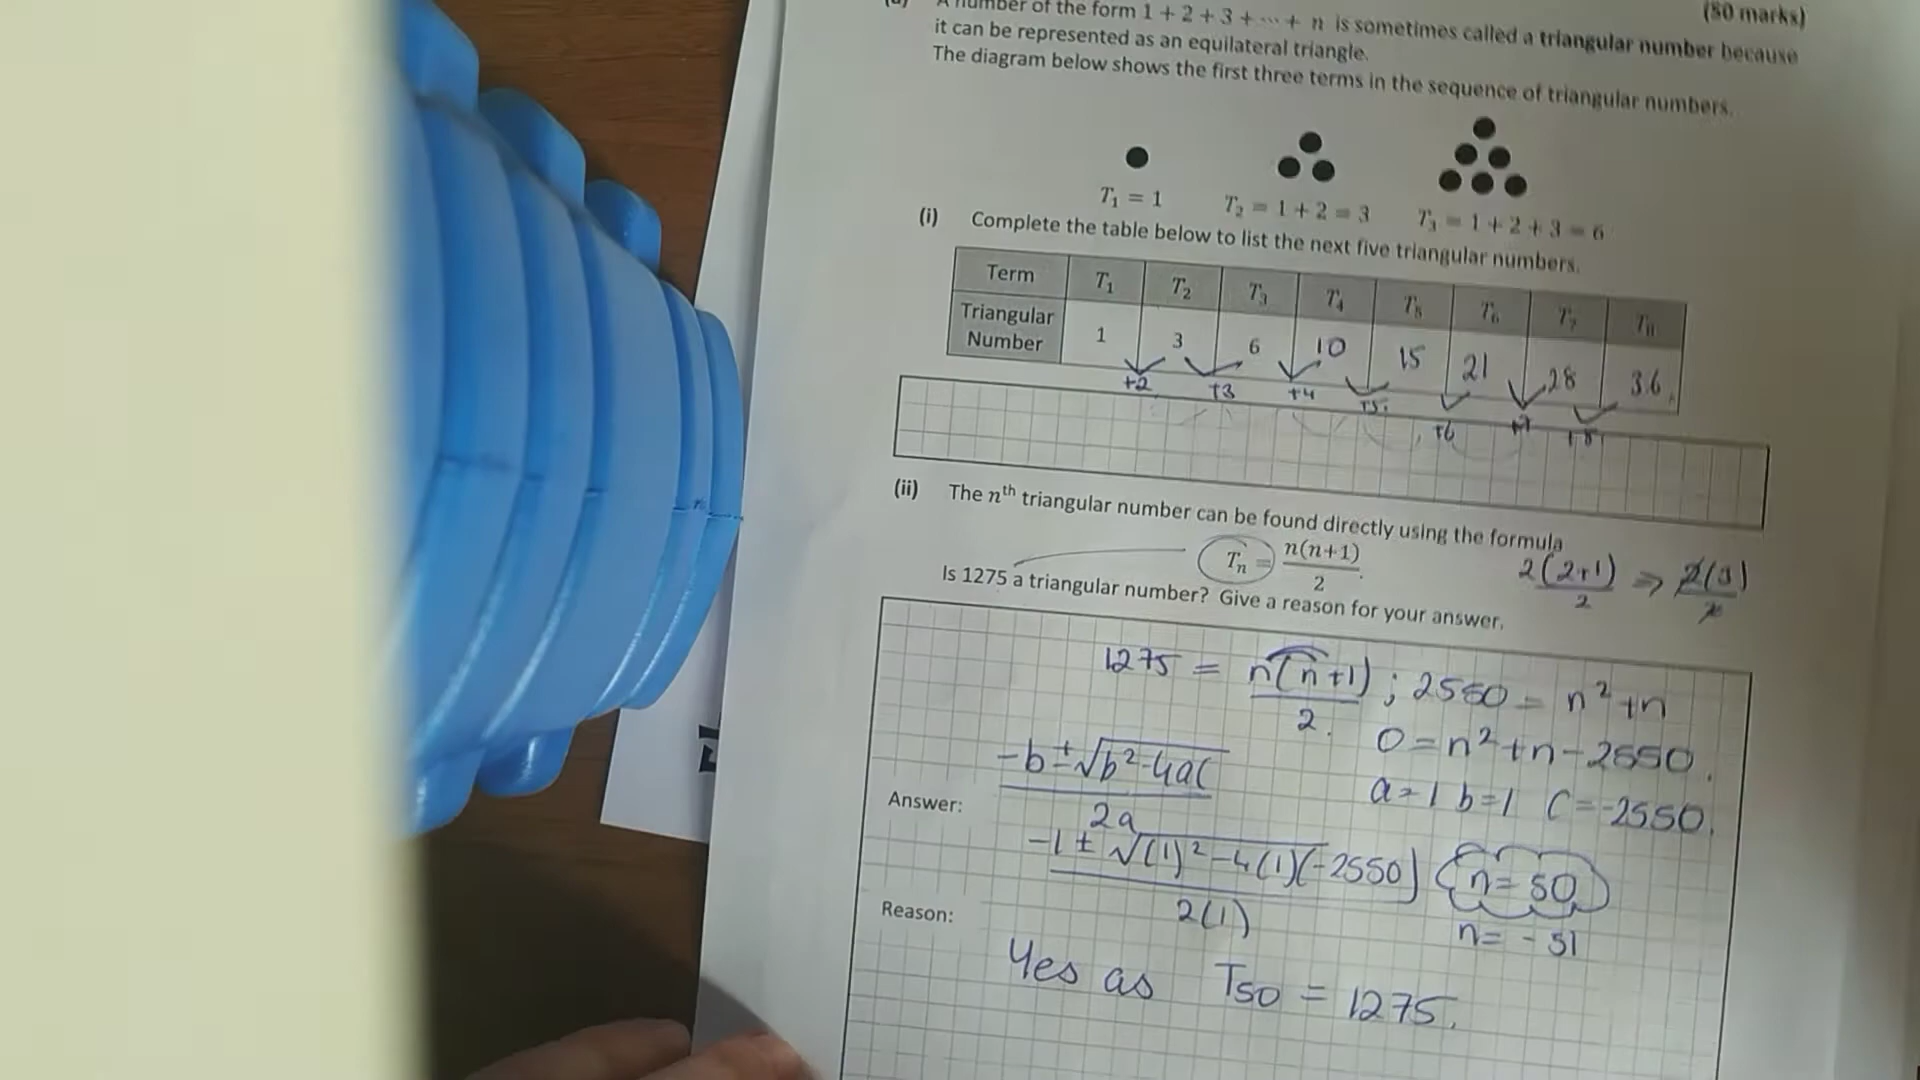 A number of the form 1 + 2 + 3 + ⋯ + n is sometimes called a triangular number because
(50 marks)
it can be represented as an equilateral triangle.
The diagram below shows the first three terms in the sequence of triangular numbers.
T₁ = 1
T₂ = 1 + 2 = 3
T₃ = 1 + 2 + 3 = 6
(i) Complete the table below to list the next five triangular numbers.
Term T₁ T₂ T₃ T₄ T₅ T₆ T₇ T₈
Triangular Number 1 3 6 10 15 21 28 36
+2 +3 +4 +5 +6 +7 +8
(ii) The nᵗʰ triangular number can be found directly using the formula
Tₙ = n(n+1)/2.
2(2+1)/2 ⇒ 2(3)/2
Is 1275 a triangular number? Give a reason for your answer.
1275 = n(n+1)/2. ; 2550 = n² + n
0 = n² + n - 2550.
-b ± √b² - 4ac / 2a
a = 1 b = 1 C = -2550.
Answer:
-1 ± √(1)² - 4(1)(-2550) / 2(1)
n = 50
Reason:
n = - 51
Yes as T50 = 1275.